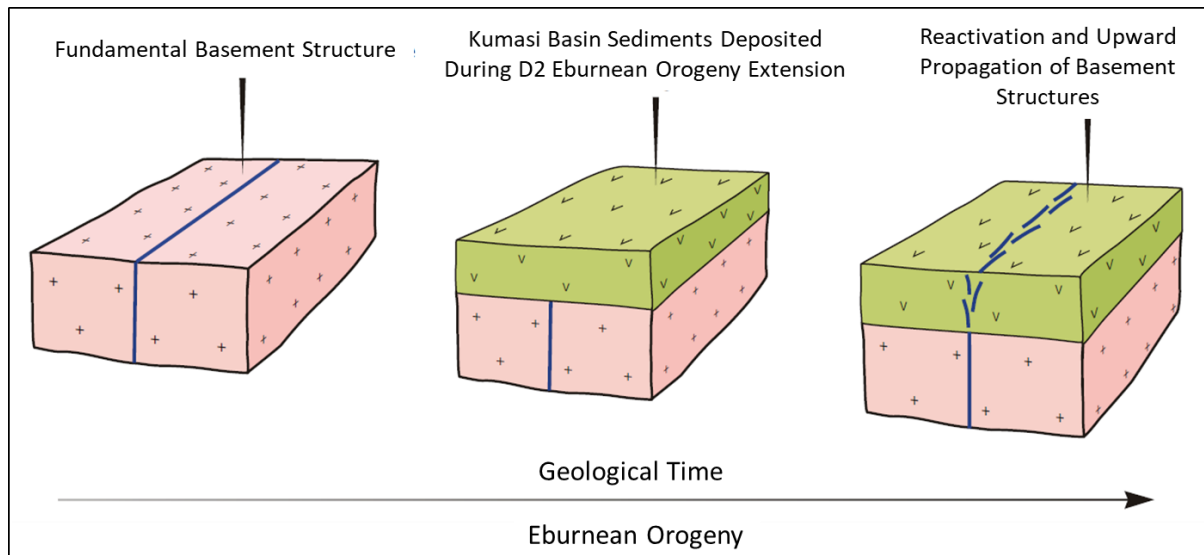 Fundamental Basement Structure
Kumasi Basin Sediments Deposited
During D2 Eburnean Orogeny Extension
Reactivation and Upward
Propagation of Basement
Structures
Geological Time
Eburnean Orogeny